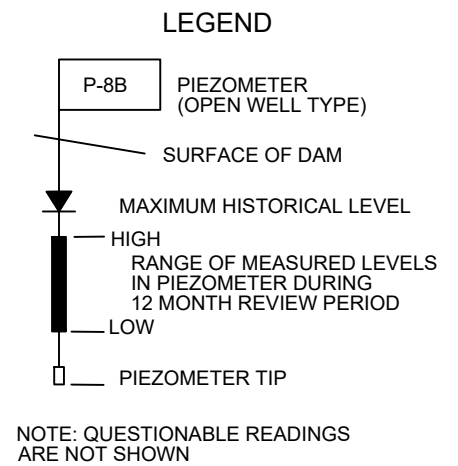 LEGEND
P-8B
PIEZOMETER
(OPEN WELL TYPE)
SURFACE OF DAM
MAXIMUM HISTORICAL LEVEL
HIGH
RANGE OF MEASURED LEVELS
IN PIEZOMETER DURING
12 MONTH REVIEW PERIOD
LOW
PIEZOMETER TIP
NOTE: QUESTIONABLE READINGS
ARE NOT SHOWN